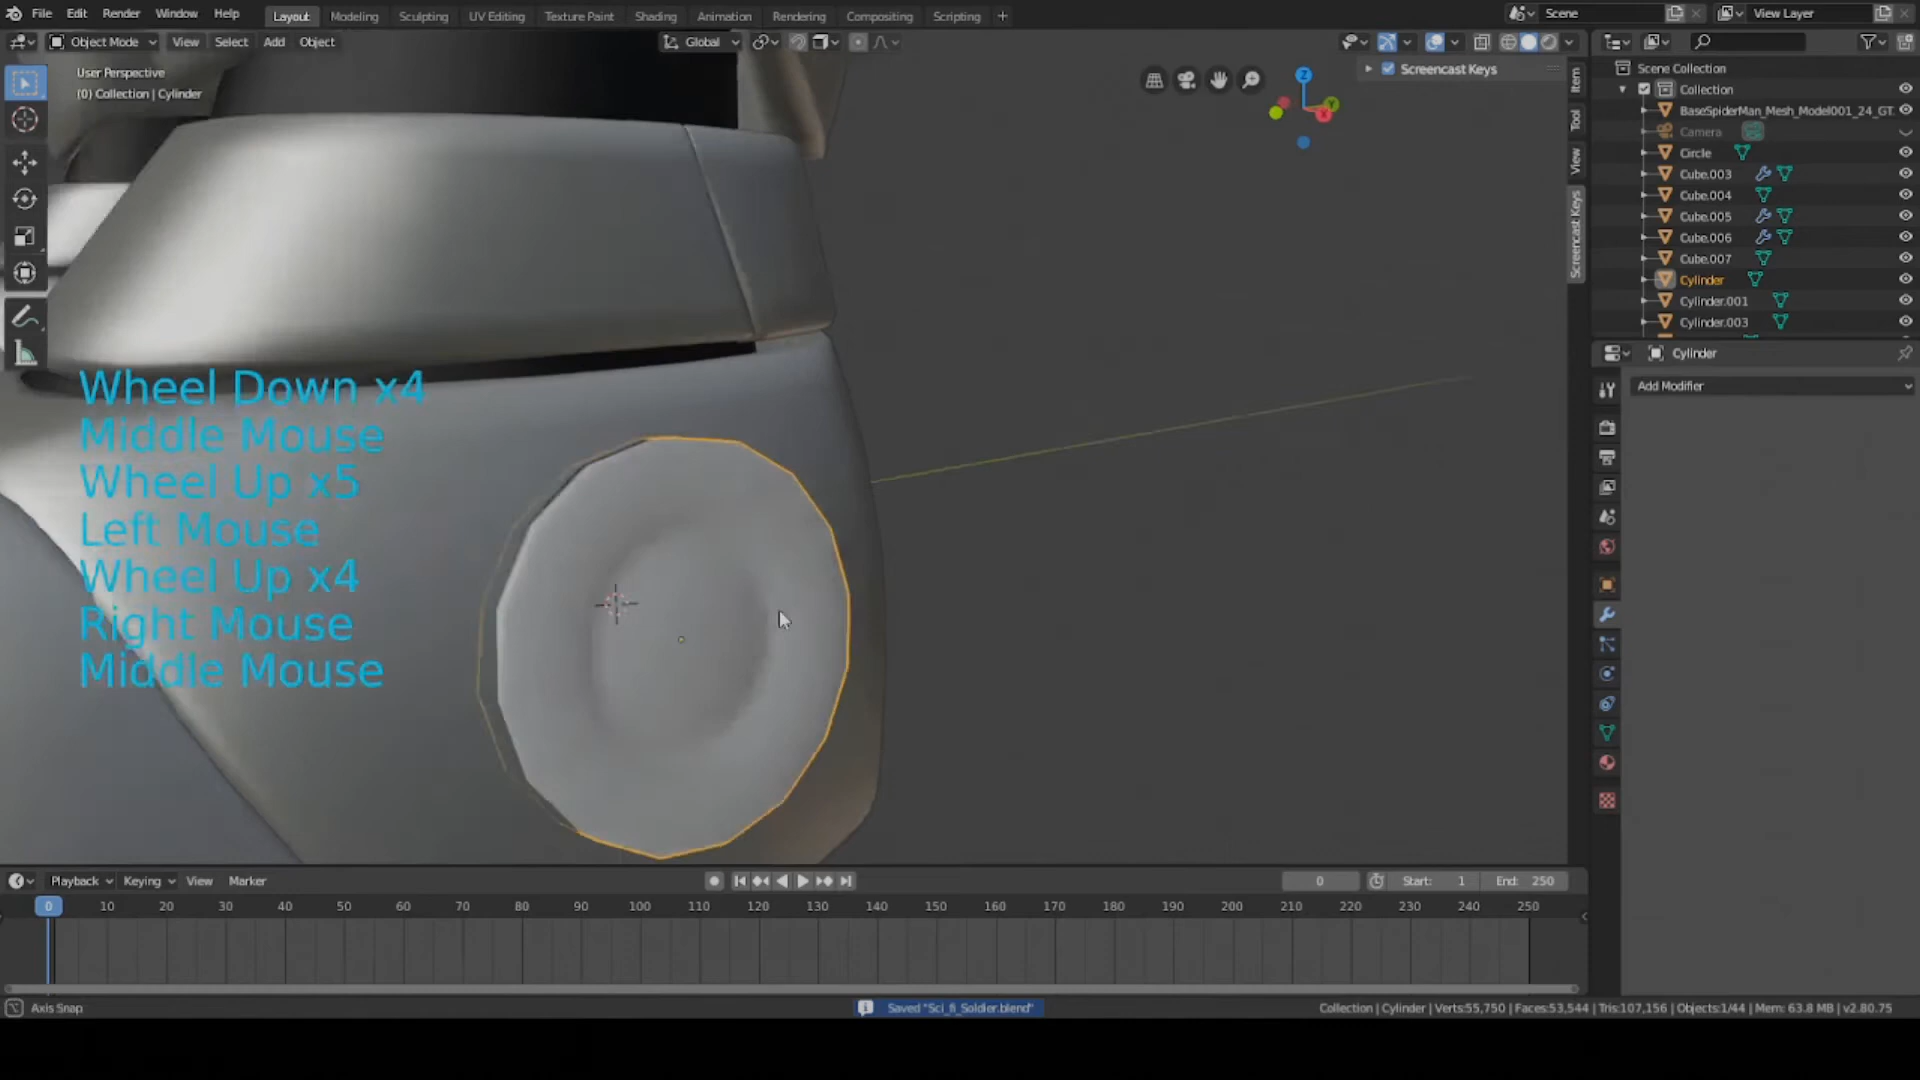 File Edit Render Window Help
Layout Modeling Sculpting UV Editing Texture Paint Shading Animation Rendering Compositing Scripting +
Scene
View Layer
Object Mode View Select Add Object
Global
User Perspective
(0) Collection | Cylinder
Screencast Keys
Item
Tool
View
Screencast Keys
Z
Y
X
Scene Collection
Collection
BaseSpiderMan_Mesh_Model001_24_GT
Camera
Circle
Cube.003
Cube.004
Cube.005
Cube.006
Cube.007
Cylinder
Cylinder.001
Cylinder.003
Cylinder
Add Modifier
Wheel Down x4
Middle Mouse
Wheel Up x5
Left Mouse
Wheel Up x4
Right Mouse
Middle Mouse
Playback Keying View Marker
0 Start: 1 End: 250
0 10 20 30 40 50 60 70 80 90 100 110 120 130 140 150 160 170 180 190 200 210 220 230 240 250
Axis Snap
Saved "Sci_fi_Soldier.blend"
Collection | Cylinder | Verts:55,750 | Faces:53,544 | Tris:107,156 | Objects:1/44 | Mem: 63.8 MB | v2.80.75